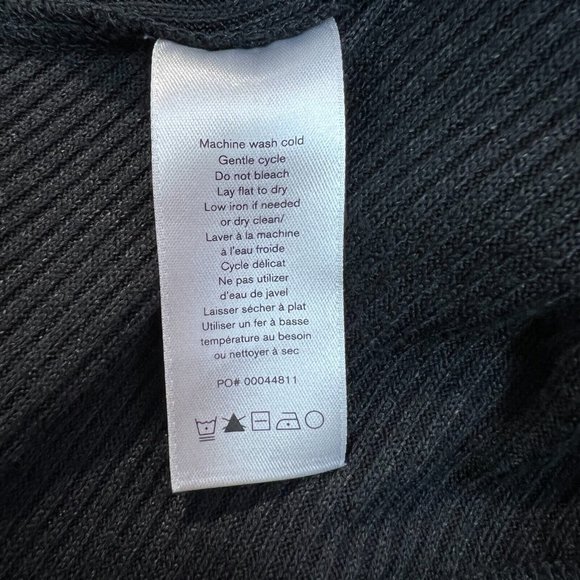 Machine wash cold
Gentle cycle
Do not bleach
Lay flat to dry
Low iron if needed
or dry clean/
Laver à la machine
à l'eau froide
Cycle délicat
Ne pas utilizer
d'eau de javel
Laisser sécher à plat
Utiliser un fer à basse
température au besoin
ou nettoyer à sec
PO# 00044811